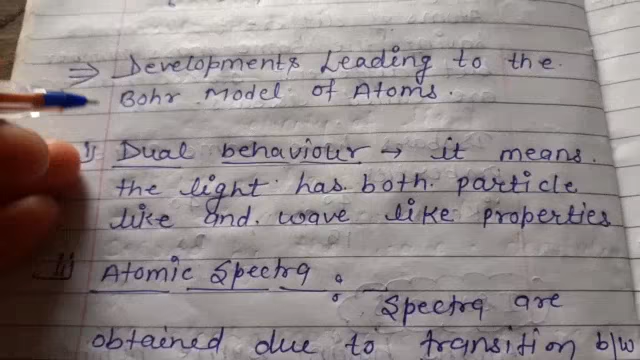 ⇒ Developments Leading to the
Bohr Model of Atoms.
i) Dual behaviour → it means
the light has both particle
like and wave like properties
ii) Atomic Spectra :
Spectra are
obtained due to transition b/w